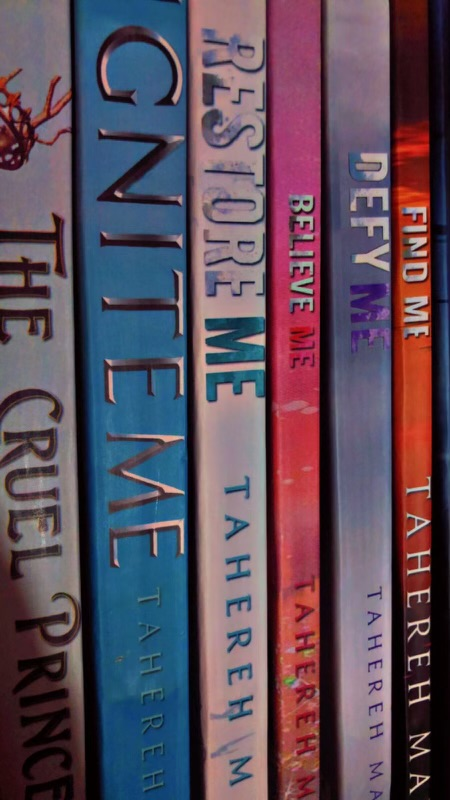 THE CRUEL PRINCE
IGNITE ME
TAHEREH
RESTORE ME
TAHEREH M
BELIEVE ME
TAHEREH M
DEFY ME
TAHEREH MA
FIND ME
TAHEREH MA